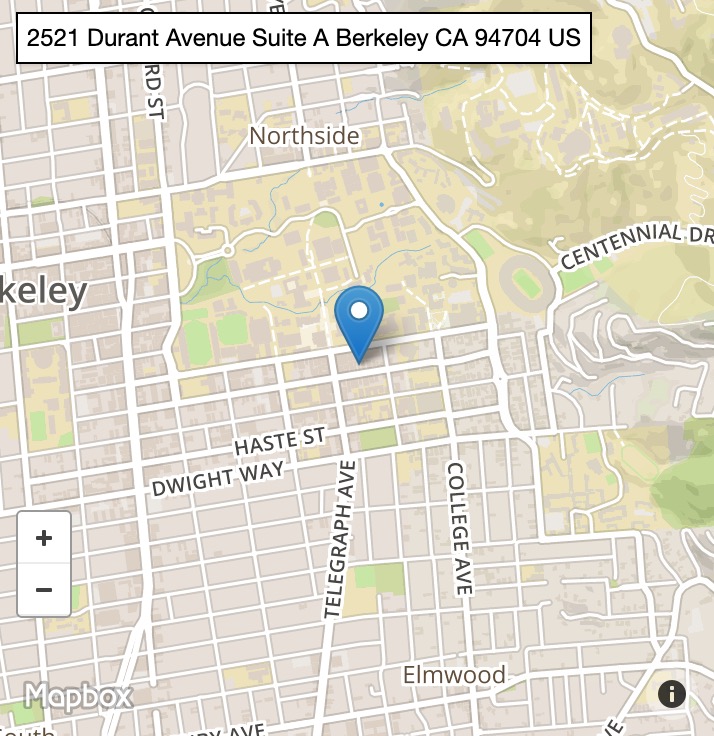 2521 Durant Avenue Suite A Berkeley CA 94704 US
RD ST
Northside
CENTENNIAL DR
keley
HASTE ST
DWIGHT WAY
TELEGRAPH AVE
COLLEGE AVE
+
−
Elmwood
Mapbox
i
AVE